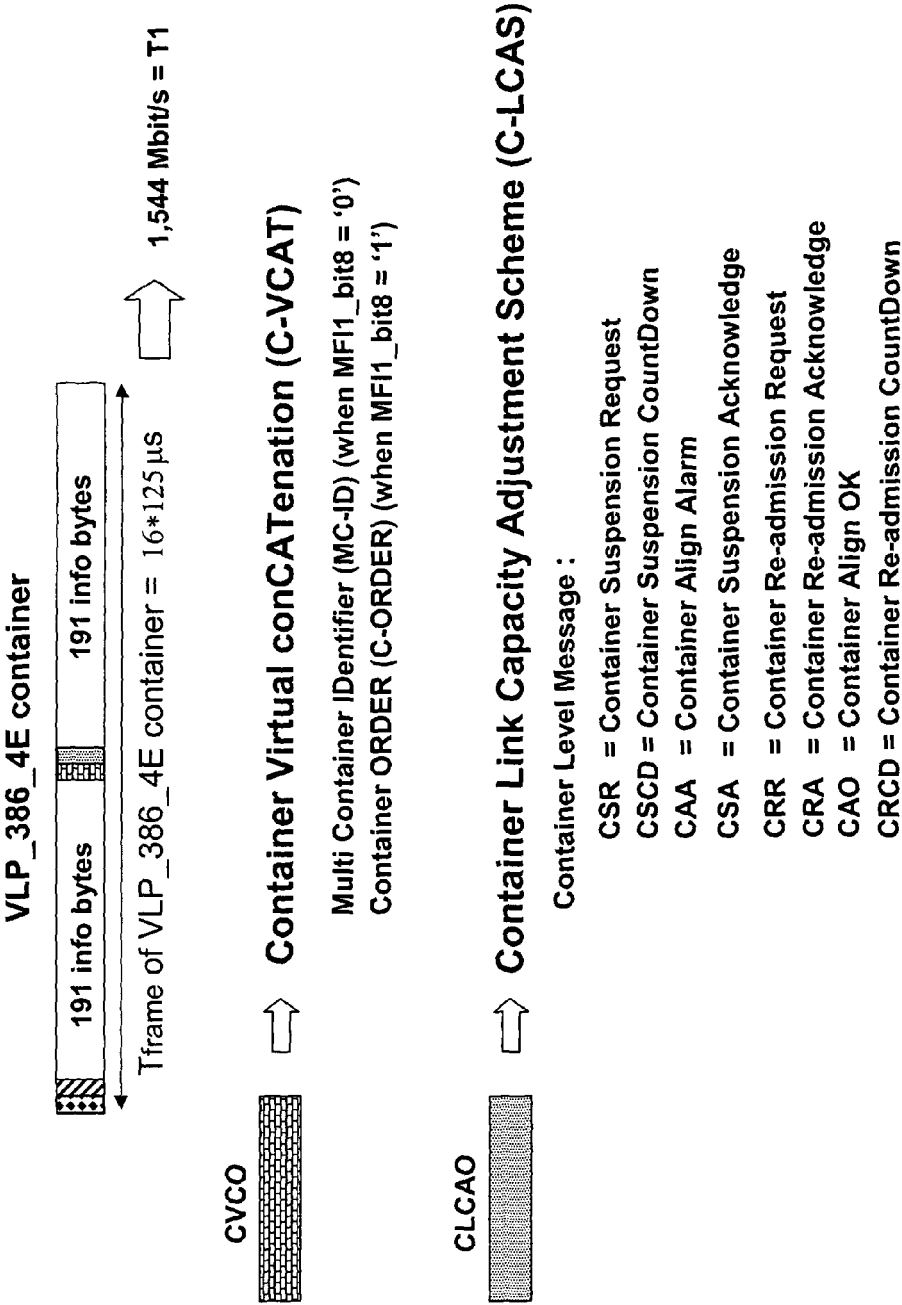 VLP_386_4E container
191 info bytes
191 info bytes
Tframe of VLP_386_4E container = 16*125 μs
1,544 Mbit/s = T1
CVCO
Container Virtual conCATenation (C-VCAT)
Multi Container IDentifier (MC-ID) (when MFI1_bit8 = ‘0’)
Container ORDER (C-ORDER) (when MFI1_bit8 = ‘1’)
CLCAO
Container Link Capacity Adjustment Scheme (C-LCAS)
Container Level Message :
CSR = Container Suspension Request
CSCD = Container Suspension CountDown
CAA = Container Align Alarm
CSA = Container Suspension Acknowledge
CRR = Container Re-admission Request
CRA = Container Re-admission Acknowledge
CAO = Container Align OK
CRCD = Container Re-admission CountDown